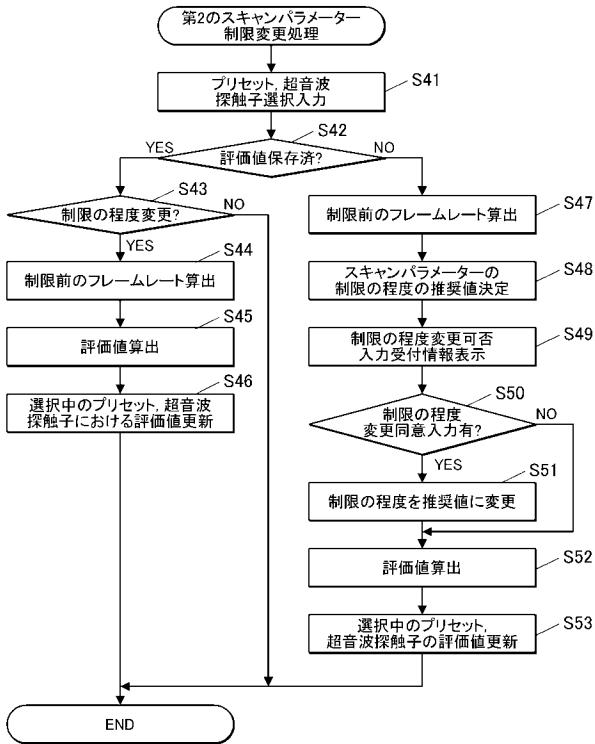 第2のスキャンパラメーター
制限変更処理
S41
プリセット, 超音波
探触子選択入力
S42
YES
評価値保存済?
NO
S43
制限の程度変更?
NO
YES
S44
制限前のフレームレート算出
S45
評価値算出
S46
選択中のプリセット, 超音波
探触子における評価値更新
S47
制限前のフレームレート算出
S48
スキャンパラメーターの
制限の程度の推奨値決定
S49
制限の程度変更可否
入力受付情報表示
S50
制限の程度
変更同意入力有?
NO
YES
S51
制限の程度を推奨値に変更
S52
評価値算出
S53
選択中のプリセット,
超音波探触子の評価値更新
END